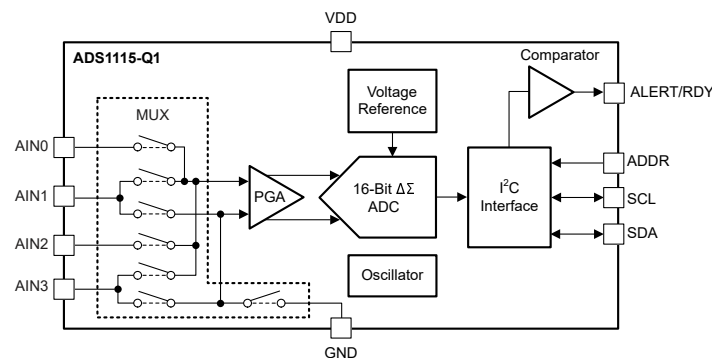 VDD
ADS1115-Q1
Comparator
MUX
Voltage
Reference
ALERT/RDY
AIN0
ADDR
AIN1
PGA
16-Bit ΔΣ
ADC
I²C
Interface
SCL
AIN2
SDA
Oscillator
AIN3
GND